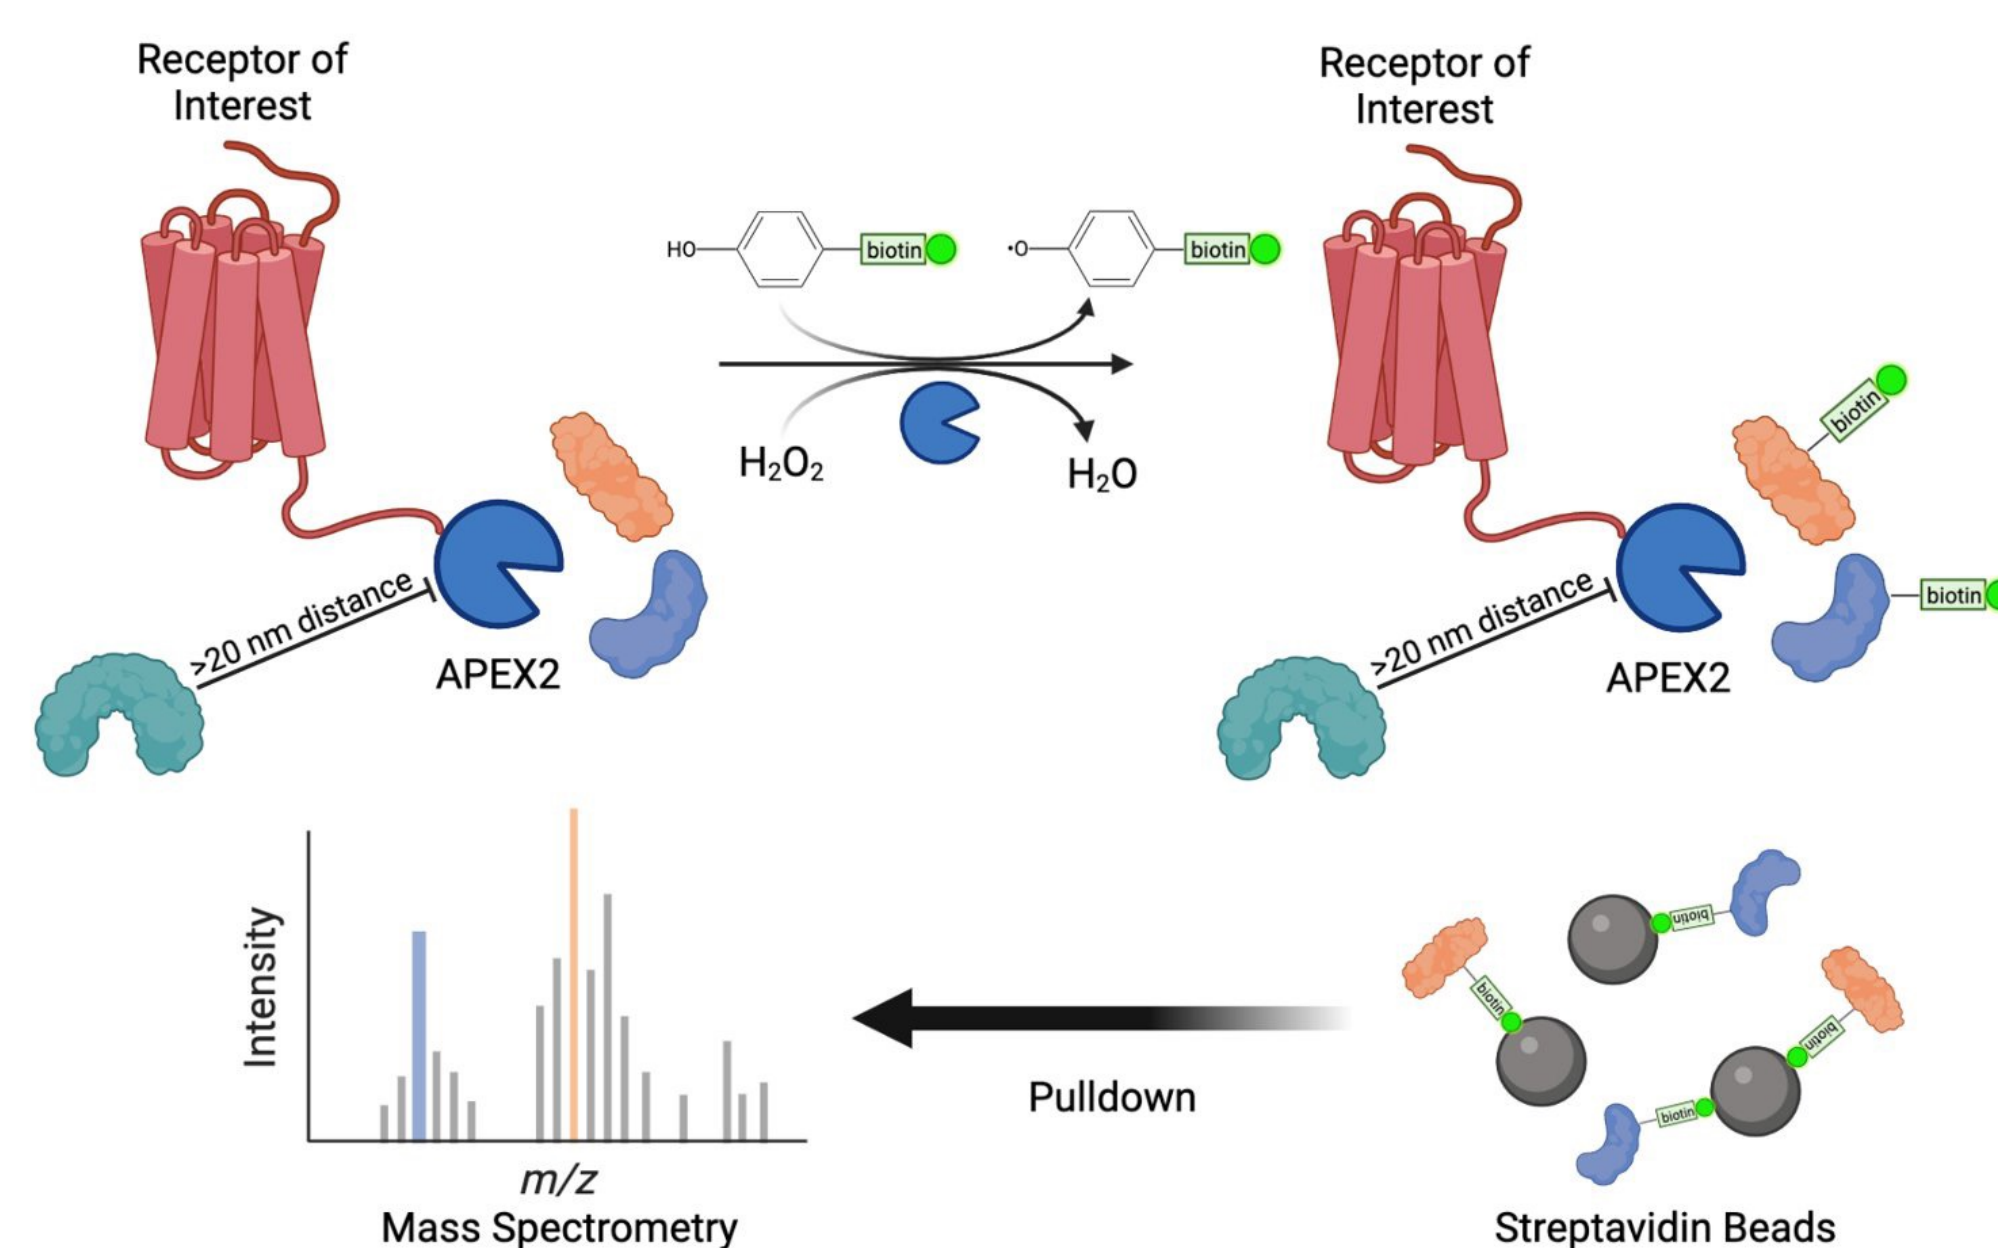 Receptor of
Interest
Receptor of
Interest
HO
biotin
·O
biotin
H₂O₂
H₂O
biotin
biotin
>20 nm distance
APEX2
>20 nm distance
APEX2
Intensity
m/z
Mass Spectrometry
Pulldown
biotin
biotin
biotin
biotin
Streptavidin Beads